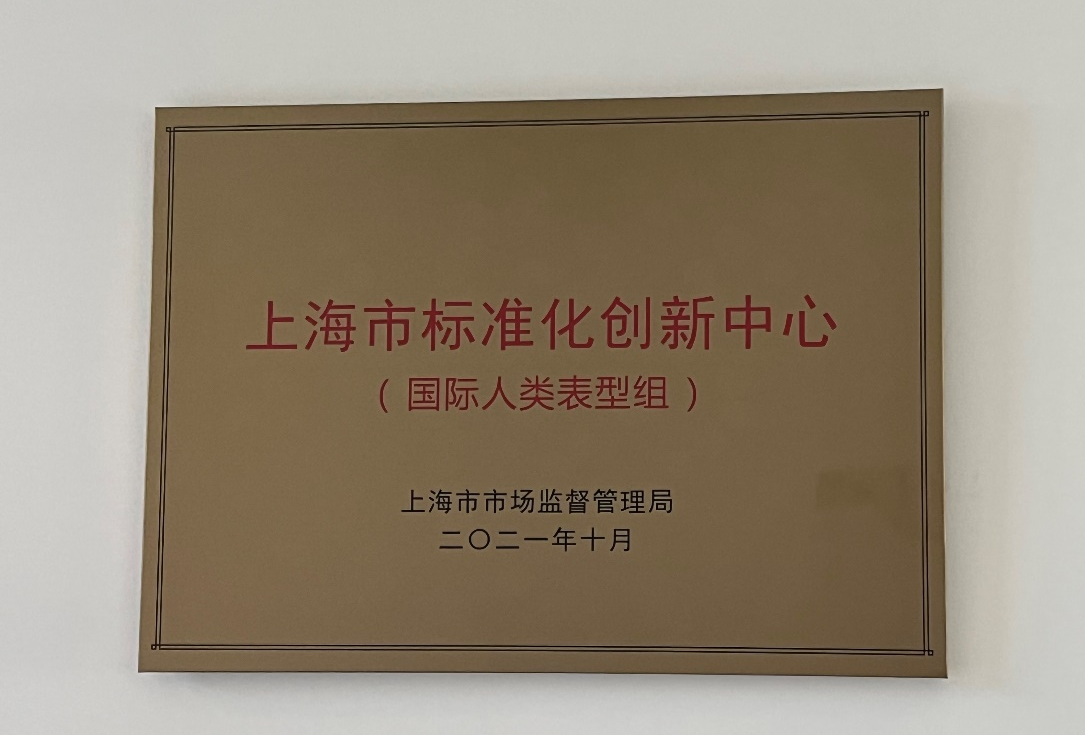 上海市标准化创新中心
（国际人类表型组）
上海市市场监督管理局
二〇二一年十月